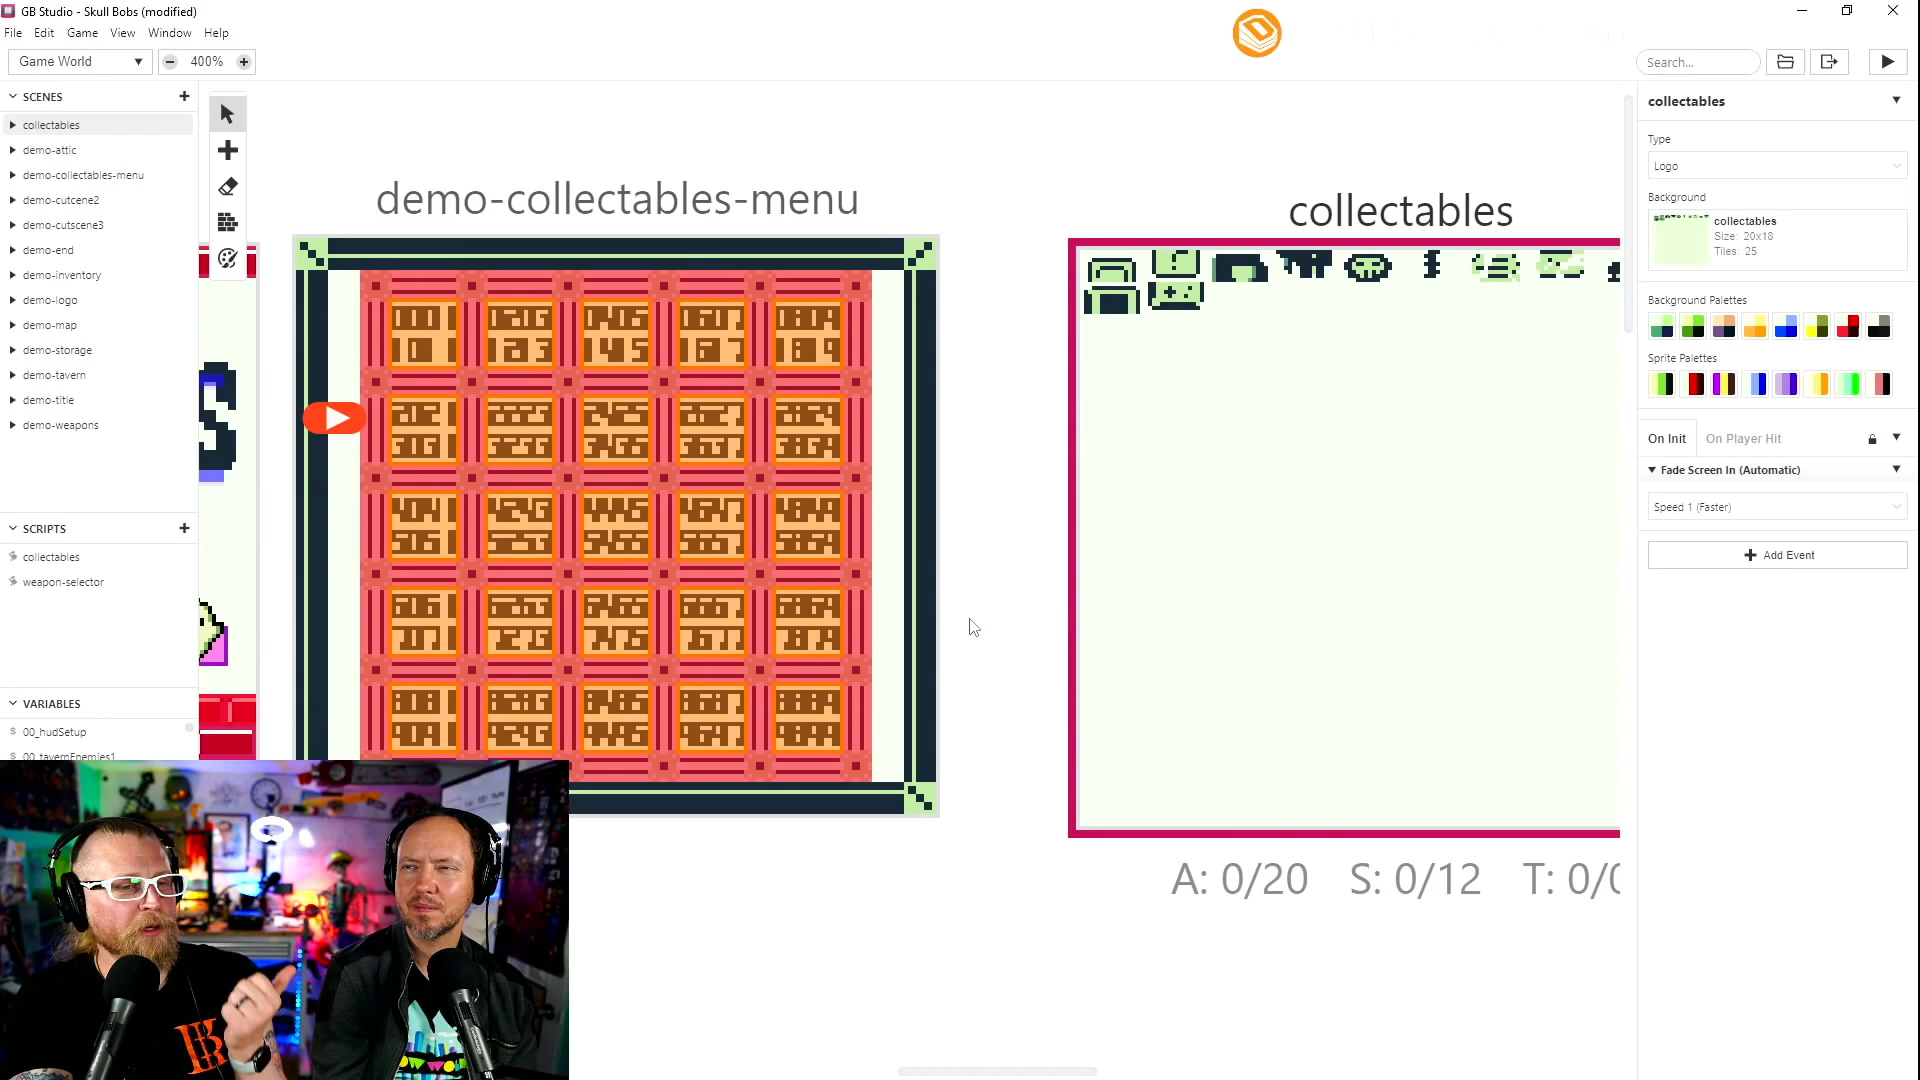 GB Studio - Skull Bobs (modified)
File Edit Game View Window Help
Game World
400%
Search...
SCENES
collectables
demo-attic
demo-collectables-menu
demo-cutcene2
demo-cutscene3
demo-end
demo-inventory
demo-logo
demo-map
demo-storage
demo-tavern
demo-title
demo-weapons
SCRIPTS
collectables
weapon-selector
VARIABLES
00_hudSetup
00_tavernEnemies1
demo-collectables-menu
collectables
A: 0/20 S: 0/12 T: 0/
collectables
Type
Logo
Background
collectables
Size: 20x18
Tiles: 25
Background Palettes
Sprite Palettes
On Init On Player Hit
Fade Screen In (Automatic)
Speed 1 (Faster)
Add Event